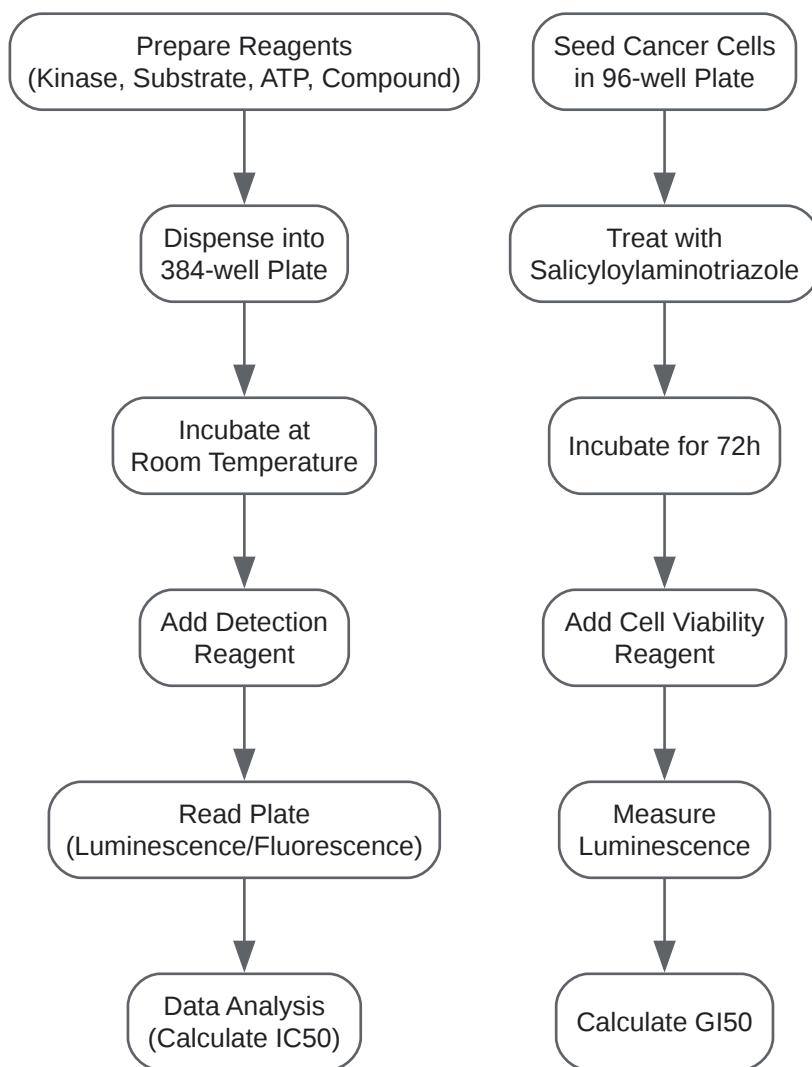 Prepare Reagents
(Kinase, Substrate, ATP, Compound)
Dispense into
384-well Plate
Incubate at
Room Temperature
Add Detection
Reagent
Read Plate
(Luminescence/Fluorescence)
Data Analysis
(Calculate IC50)
Seed Cancer Cells
in 96-well Plate
Treat with
Salicyloylaminotriazole
Incubate for 72h
Add Cell Viability
Reagent
Measure
Luminescence
Calculate GI50